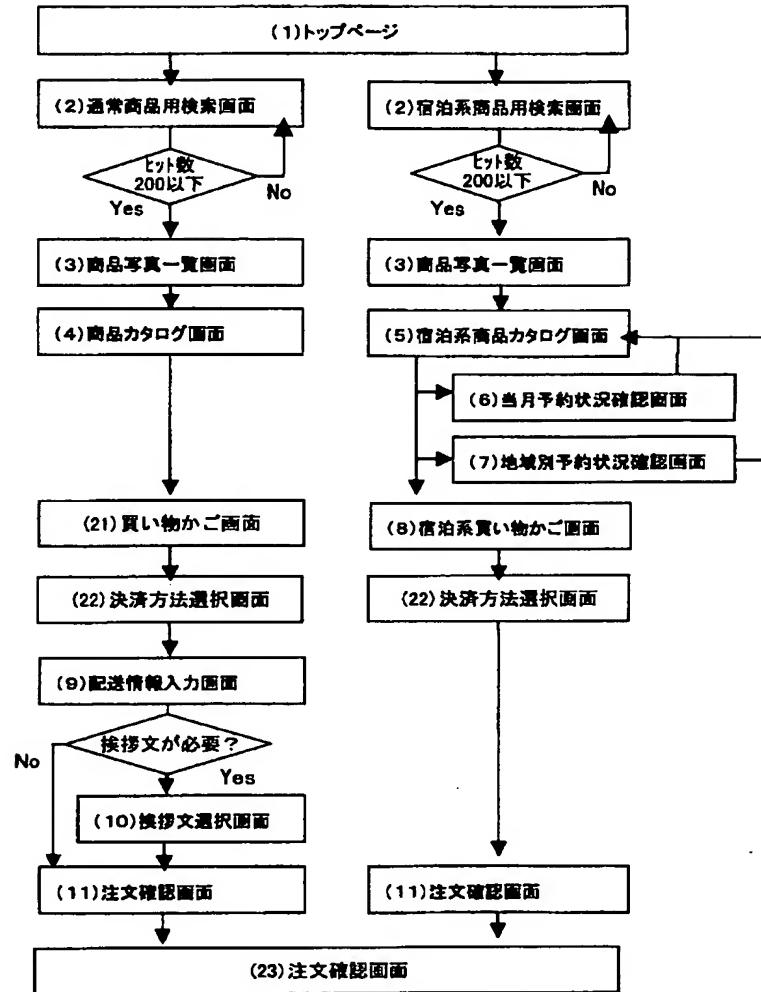 (1)トップページ
(2)通常商品用検索画面
ヒット数
200以下
No
Yes
(3)商品写真一覧画面
(4)商品カタログ画面
(21)買い物かご画面
(22)決済方法選択画面
(9)配送情報入力画面
挨拶文が必要?
No
Yes
(10)挨拶文選択画面
(11)注文確認画面
(2)宿泊系商品用検索画面
ヒット数
200以下
No
Yes
(3)商品写真一覧画面
(5)宿泊系商品カタログ画面
(6)当月予約状況確認画面
(7)地域別予約状況確認画面
(8)宿泊系買い物かご画面
(22)決済方法選択画面
(11)注文確認画面
(23)注文確認画面